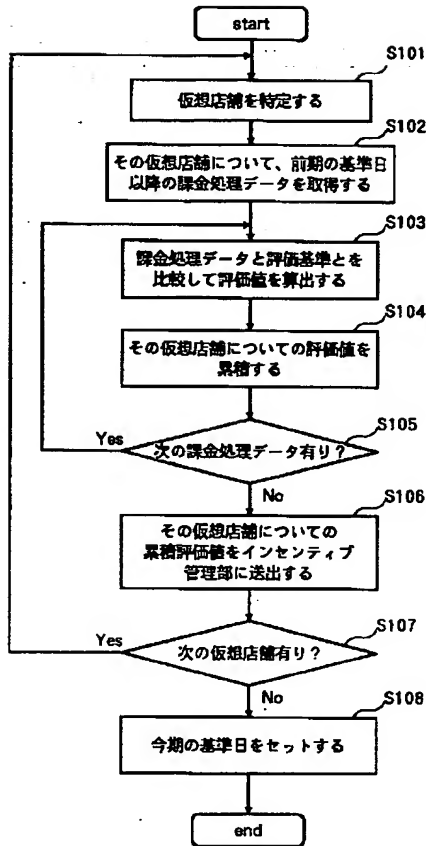 start
S101
仮想店舗を特定する
S102
その仮想店舗について、前期の基準日
以降の課金処理データを取得する
S103
課金処理データと評価基準とを
比較して評価値を算出する
S104
その仮想店舗についての評価値を
累積する
S105
Yes
次の課金処理データ有り？
No
S106
その仮想店舗についての
累積評価値をインセンティブ
管理部に送出する
S107
Yes
次の仮想店舗有り？
No
S108
今期の基準日をセットする
end